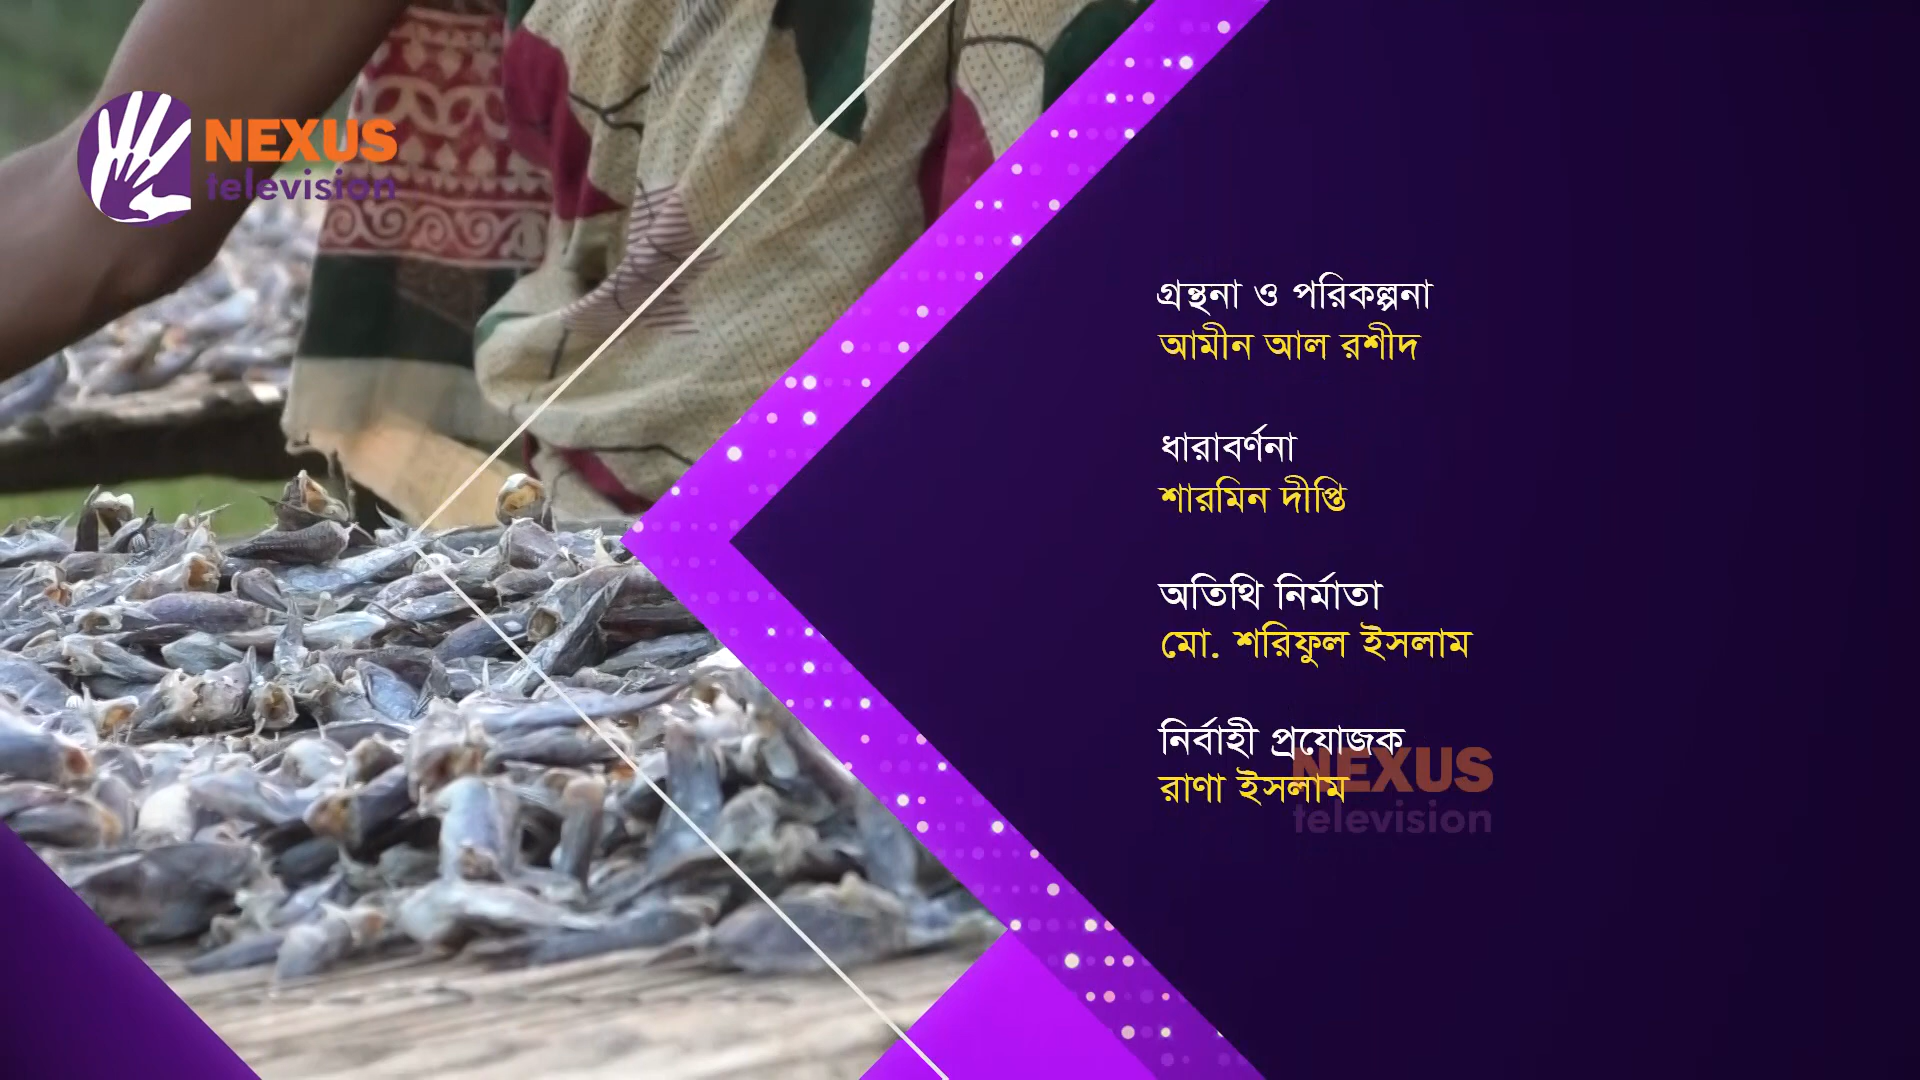 NEXUS
television
গ্রন্থনা ও পরিকল্পনা
আমীন আল রশীদ
ধারাবর্ণনা
শারমিন দীপ্তি
অতিথি নির্মাতা
মো. শরিফুল ইসলাম
নির্বাহী প্রযোজক
রাণা ইসলাম
NEXUS
television